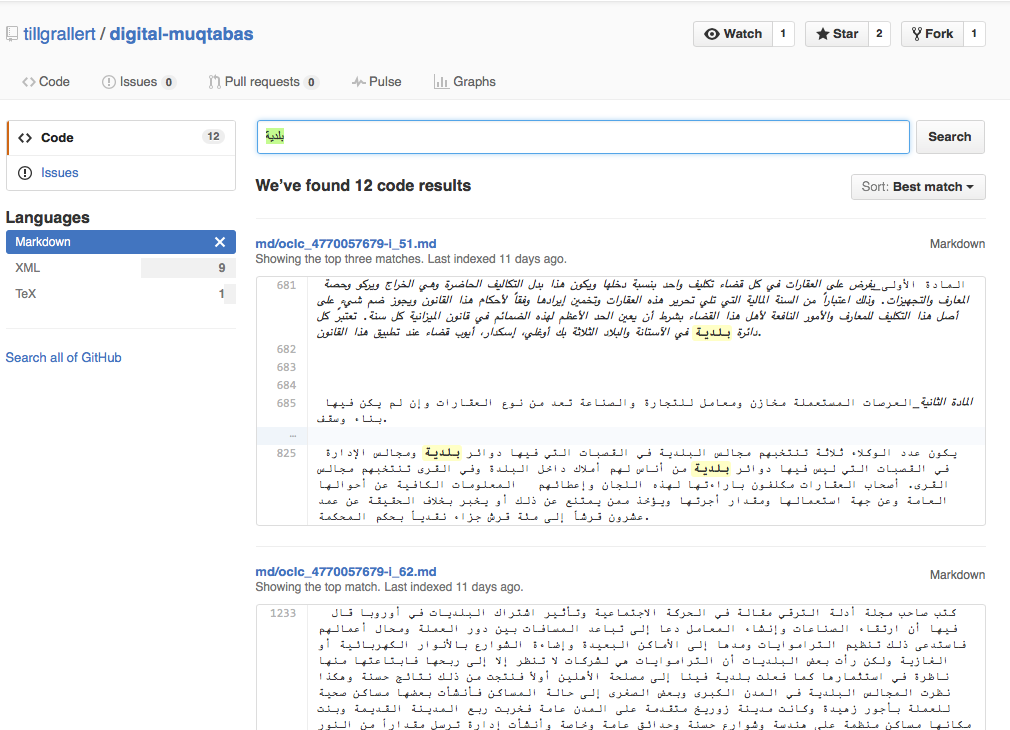 tillgrallert / digital-muqtabas
Watch 1 Star 2 Fork 1
Code Issues 0 Pull requests 0 Pulse Graphs
Code 12
Issues
Languages
Markdown
XML 9
TeX 1
Search all of GitHub
بلدية Search
We’ve found 12 code results
Sort: Best match
md/oclc_4770057679-i_51.md Markdown
Showing the top three matches. Last indexed 11 days ago.
681 المادة الأولى_يفرض على العقارات في كل قضاء تكليف واحد بنسبة دخلها ويكون هذا بدل التكاليف الحاضرة وهي الخراج ويركو وحصة
المعارف والتجهيزات. وذلك اعتباراً من السنة المالية التي تلي تحرير هذه العقارات وتخمين إيرادها وفقاً لأحكام هذا القانون ويجوز ضم شيء على
أصل هذا التكليف للمعارف والأمور النافعة لأهل هذا القضاء بشرط أن يعين الحد الأعظم لهذه الضمائم في قانون الميزانية كل سنة. تعتبر كل
دائرة بلدية في الآستانة والبلاد الثلاثة بك أوغلي، إسكدار، أيوب قضاء عند تطبيق هذا القانون.
682
683
684
685 المادة الثانية_العرصات المستعملة مخازن ومعامل للتجارة والصناعة تعد من نوع العقارات وإن لم يكن فيها
بناء وسقف.
…
825 يكون عدد الوكلاء ثلاثة تنتخبهم مجالس البلدية في القصبات التي فيها دوائر بلدية ومجالس الإدارة
في القصبات التي ليس فيها دوائر بلدية من أناس لهم أملاك داخل البلدة وفي القرى تنتخبهم مجالس
القرى. أصحاب العقارات مكلفون بإراءتها لهذه اللجان وإعطائهم المعلومات الكافية عن أحوالها
العامة وعن جهة استعمالها ومقدار أجرتها ويؤخذ ممن يمتنع عن ذلك أو يخبر بخلاف الحقيقة عن عمد
عشرون قرشاً إلى مئة قرش جزاء نقدياً بحكم المحكمة.
md/oclc_4770057679-i_62.md Markdown
Showing the top match. Last indexed 11 days ago.
1233 كتب صاحب مجلة أدلة الترقي مقالة في الحركة الاجتماعية وتأثير اشتراك البلديات في أوروبا قال
فيها أن ارتقاء الصناعات وإنشاء المعامل دعا إلى تباعد المسافات بين دور العملة ومحال أعمالهم
فاستدعى ذلك تنظيم التراموايات ومدها إلى الأماكن البعيدة وإضاءة الشوارع بالأنوار الكهربائية أو
الغازية ولكن رأت بعض البلديات أن التراموايات هي لشركات لا تنظر إلا إلى ربحها فابتاعتها منها
ناظرة في استثمارها كما فعلت بلدية فينا إلى مصلحة الأهلين أولاً فنتجت من ذلك نتائج حسنة وهكذا
نظرت المجالس البلدية في المدن الكبرى وبعض الصغرى إلى حالة المساكن فأنشأت بعضها مساكن صحية
للعملة بأجور زهيدة وكانت مدينة زوريخ متقدمة على المدن عامة فخربت ربع المدينة القديمة وبنت
مكانها مساكن منظمة على هندسة وشوارع حسنة وحدائق عامة وخاصة وأنشأت إدارة ترسل مقداراً من النور